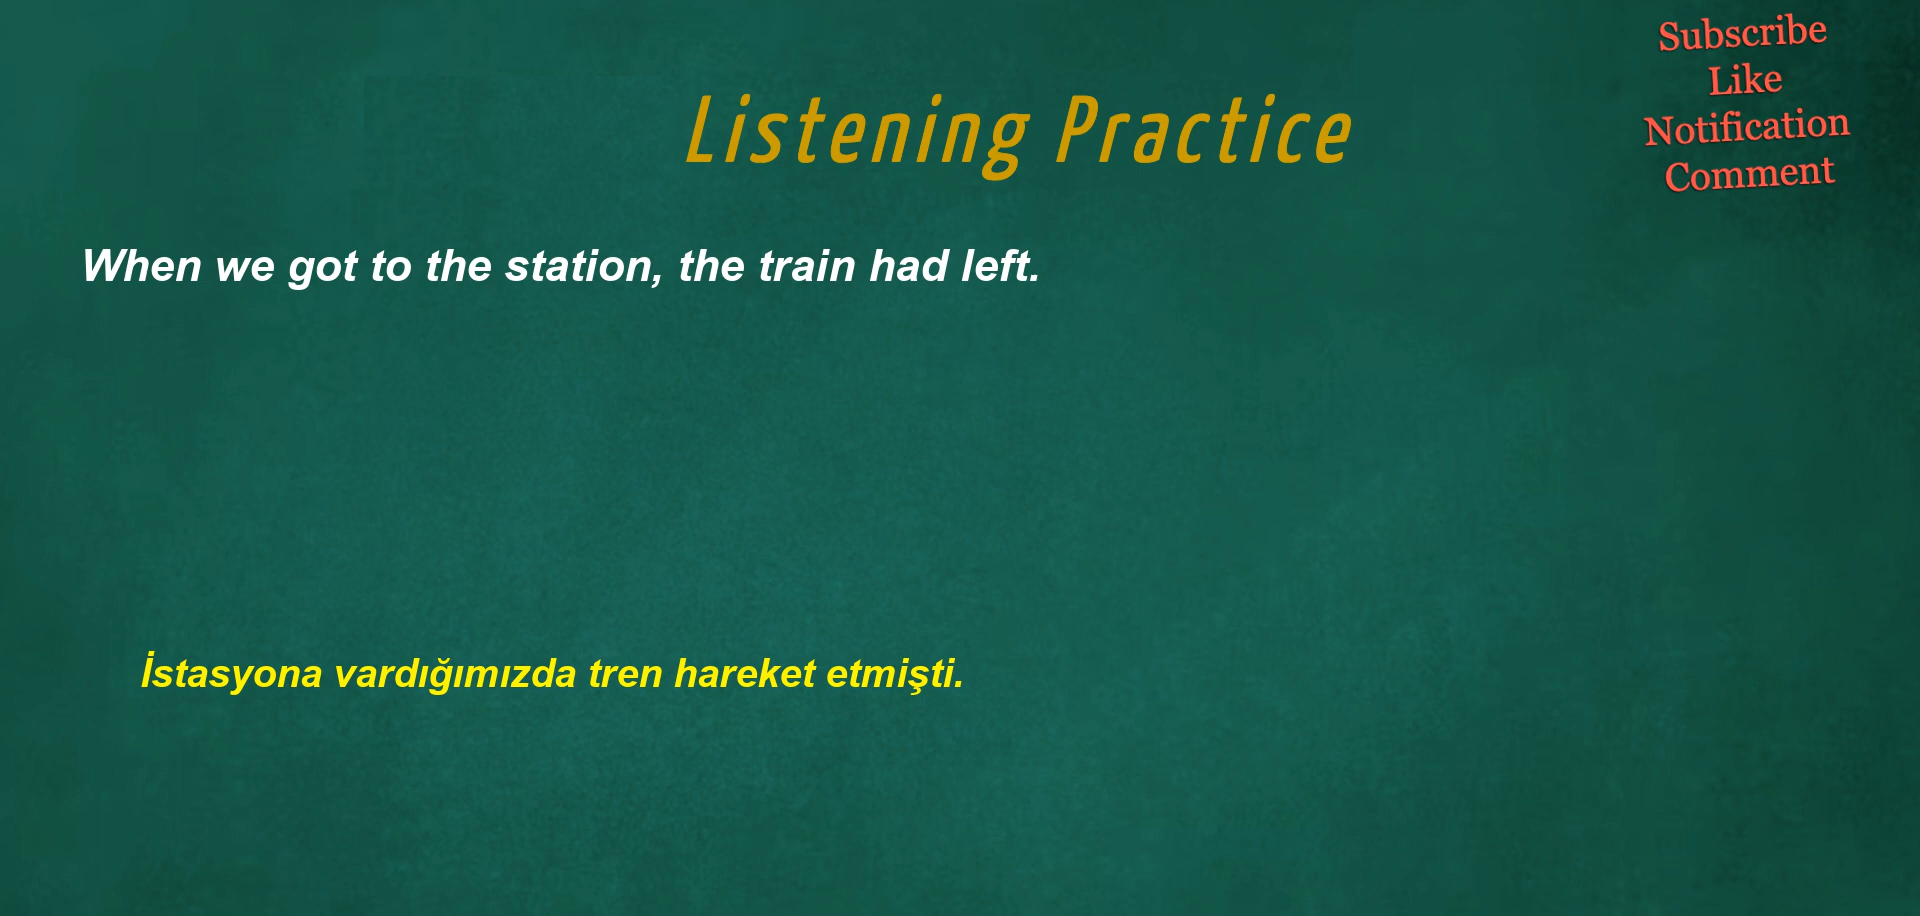 Subscribe
Like
Notification
Comment
Listening Practice
When we got to the station, the train had left.
İstasyona vardığımızda tren hareket etmişti.